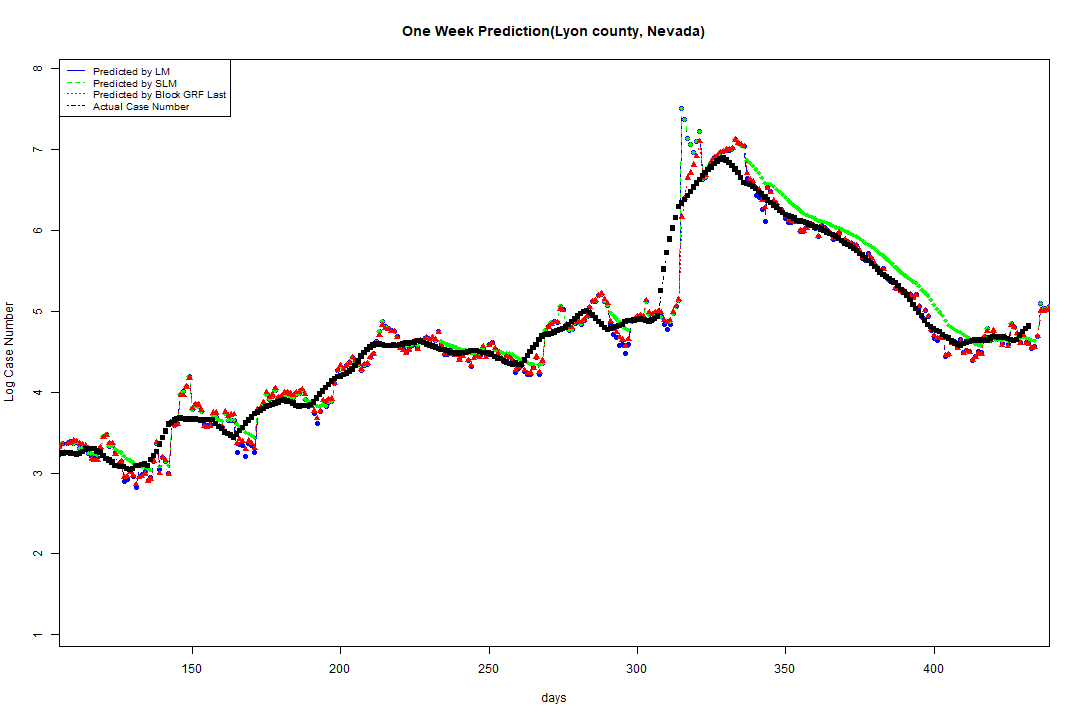 One Week Prediction(Lyon county, Nevada)
Predicted by LM
Predicted by SLM
Predicted by Block GRF Last
Actual Case Number
8
7
6
5
4
3
2
1
Log Case Number
150 200 250 300 350 400
days